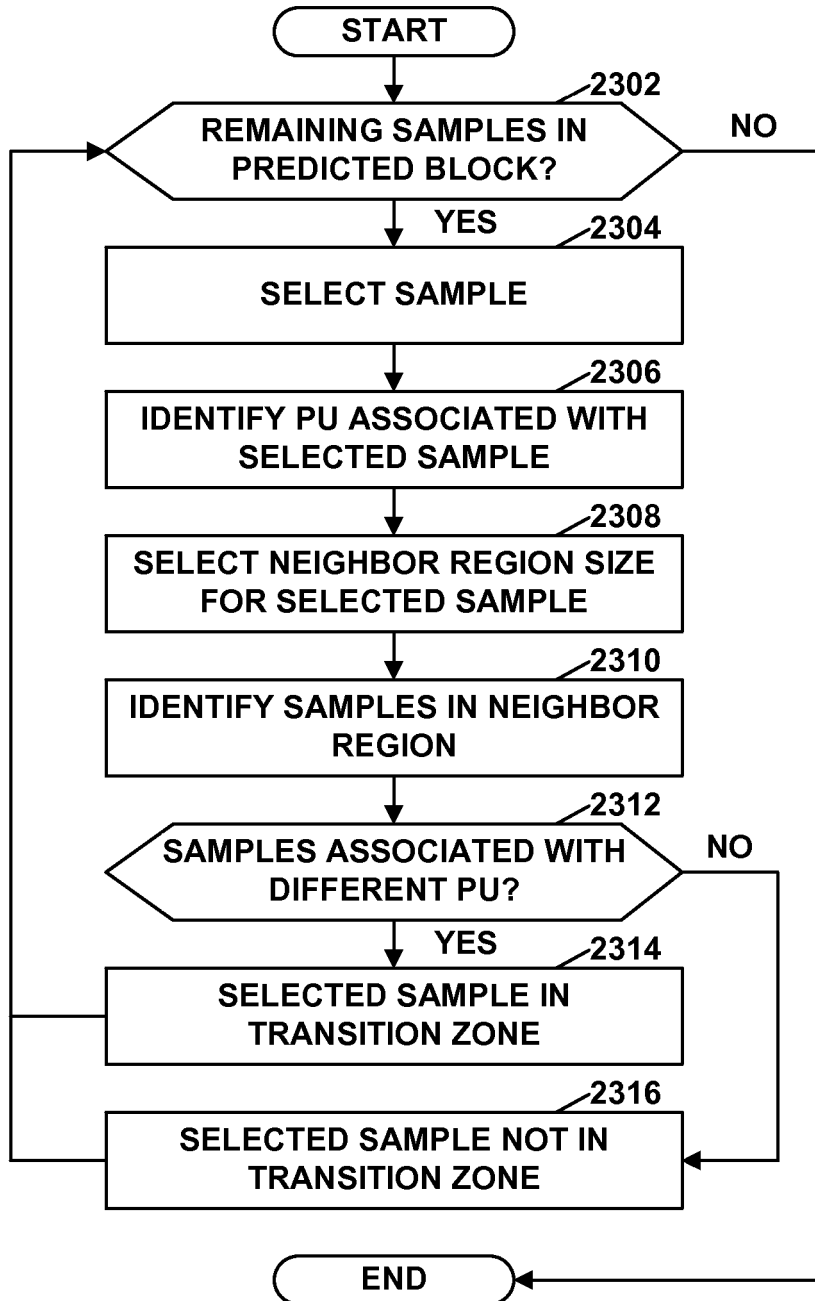 START
2302
REMAINING SAMPLES IN
PREDICTED BLOCK?
NO
YES
2304
SELECT SAMPLE
2306
IDENTIFY PU ASSOCIATED WITH
SELECTED SAMPLE
2308
SELECT NEIGHBOR REGION SIZE
FOR SELECTED SAMPLE
2310
IDENTIFY SAMPLES IN NEIGHBOR
REGION
2312
SAMPLES ASSOCIATED WITH
DIFFERENT PU?
NO
YES
2314
SELECTED SAMPLE IN
TRANSITION ZONE
2316
SELECTED SAMPLE NOT IN
TRANSITION ZONE
END